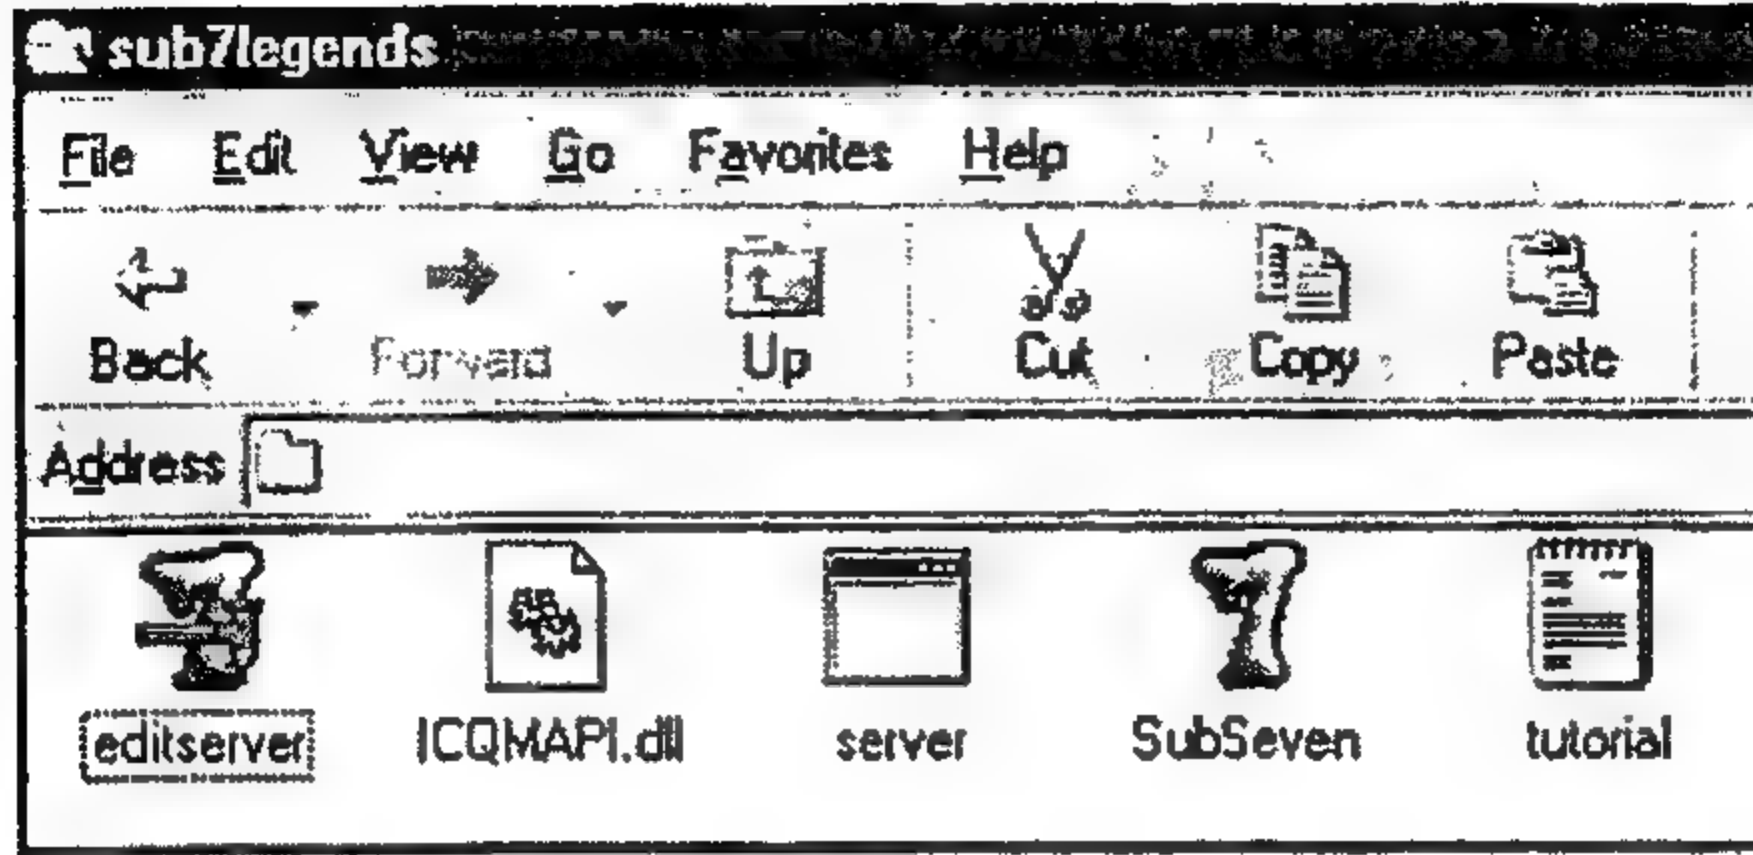 sub7legends
File Edit View Go Favorites Help
Back Forward Up Cut Copy Paste
Address
editserver ICQMAPI.dll server SubSeven tutorial